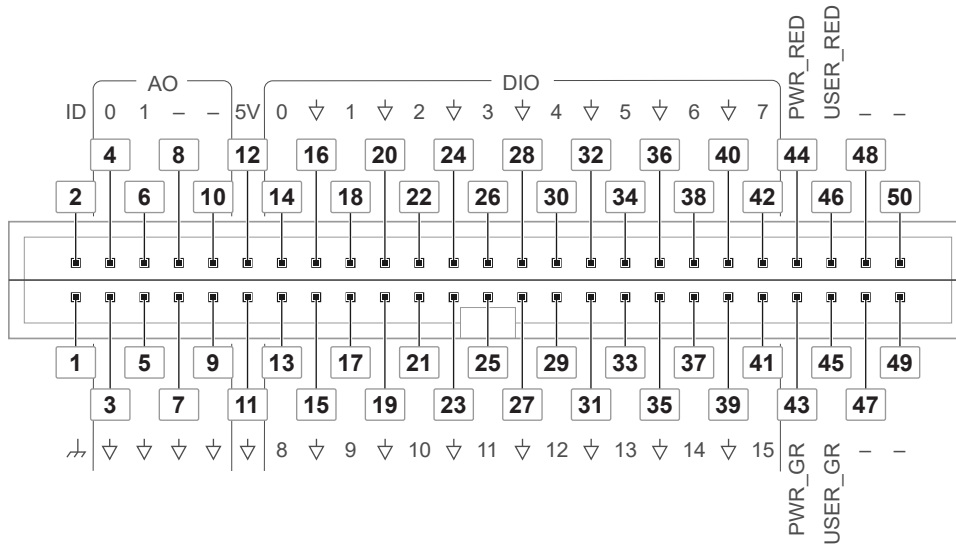 PWR_RED
USER_RED
AO
DIO
ID 0 1 – – 5V 0 1 2 3 4 5 6 7 – –
4 8 12 16 20 24 28 32 36 40 44 48
2 6 10 14 18 22 26 30 34 38 42 46 50
1 5 9 13 17 21 25 29 33 37 41 45 49
3 7 11 15 19 23 27 31 35 39 43 47
8 9 10 11 12 13 14 15 – –
PWR_GR
USER_GR